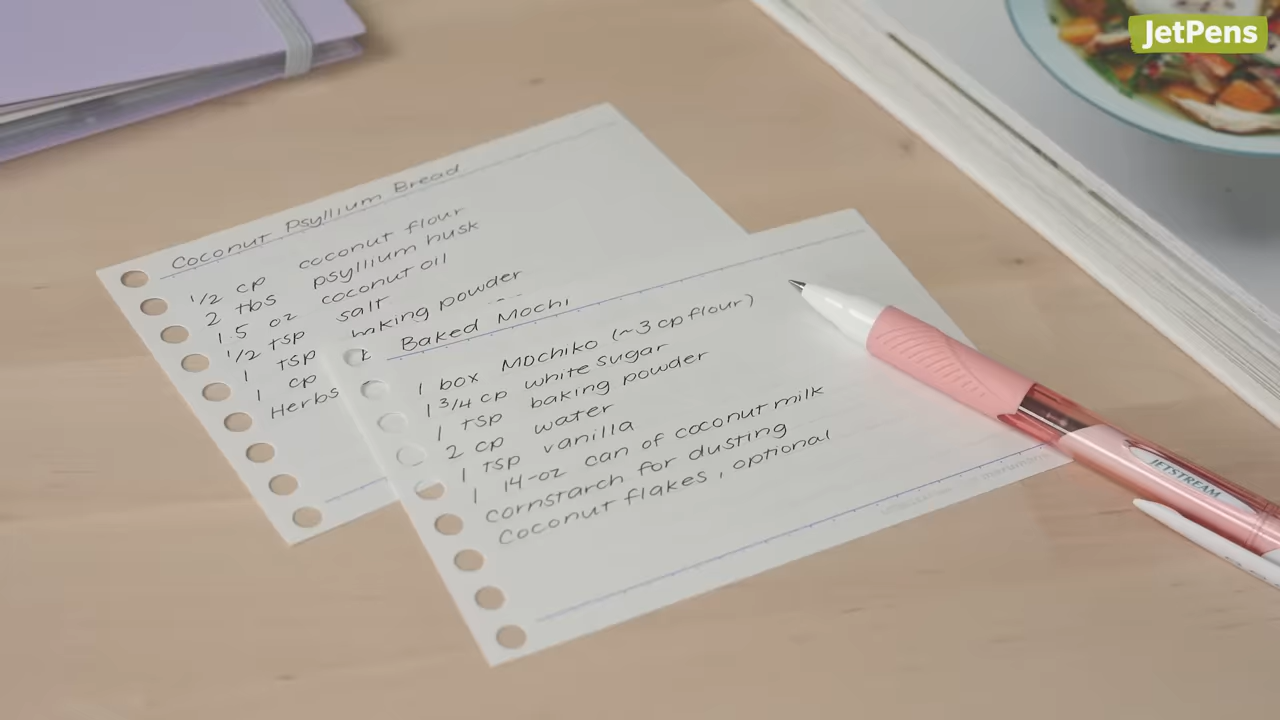 JetPens
Coconut Psyllium Bread
1/2 cp coconut flour
2 tbs psyllium husk
1.5 oz coconut oil
1/2 tsp salt
1 tsp baking powder
1 cp
Herbs
Baked Mochi
1 box Mochiko (~3 cp flour)
1 3/4 cp white sugar
1 tsp baking powder
2 cp water
1 tsp vanilla
1 14-oz can of coconut milk
cornstarch for dusting
coconut flakes, optional
JETSTREAM